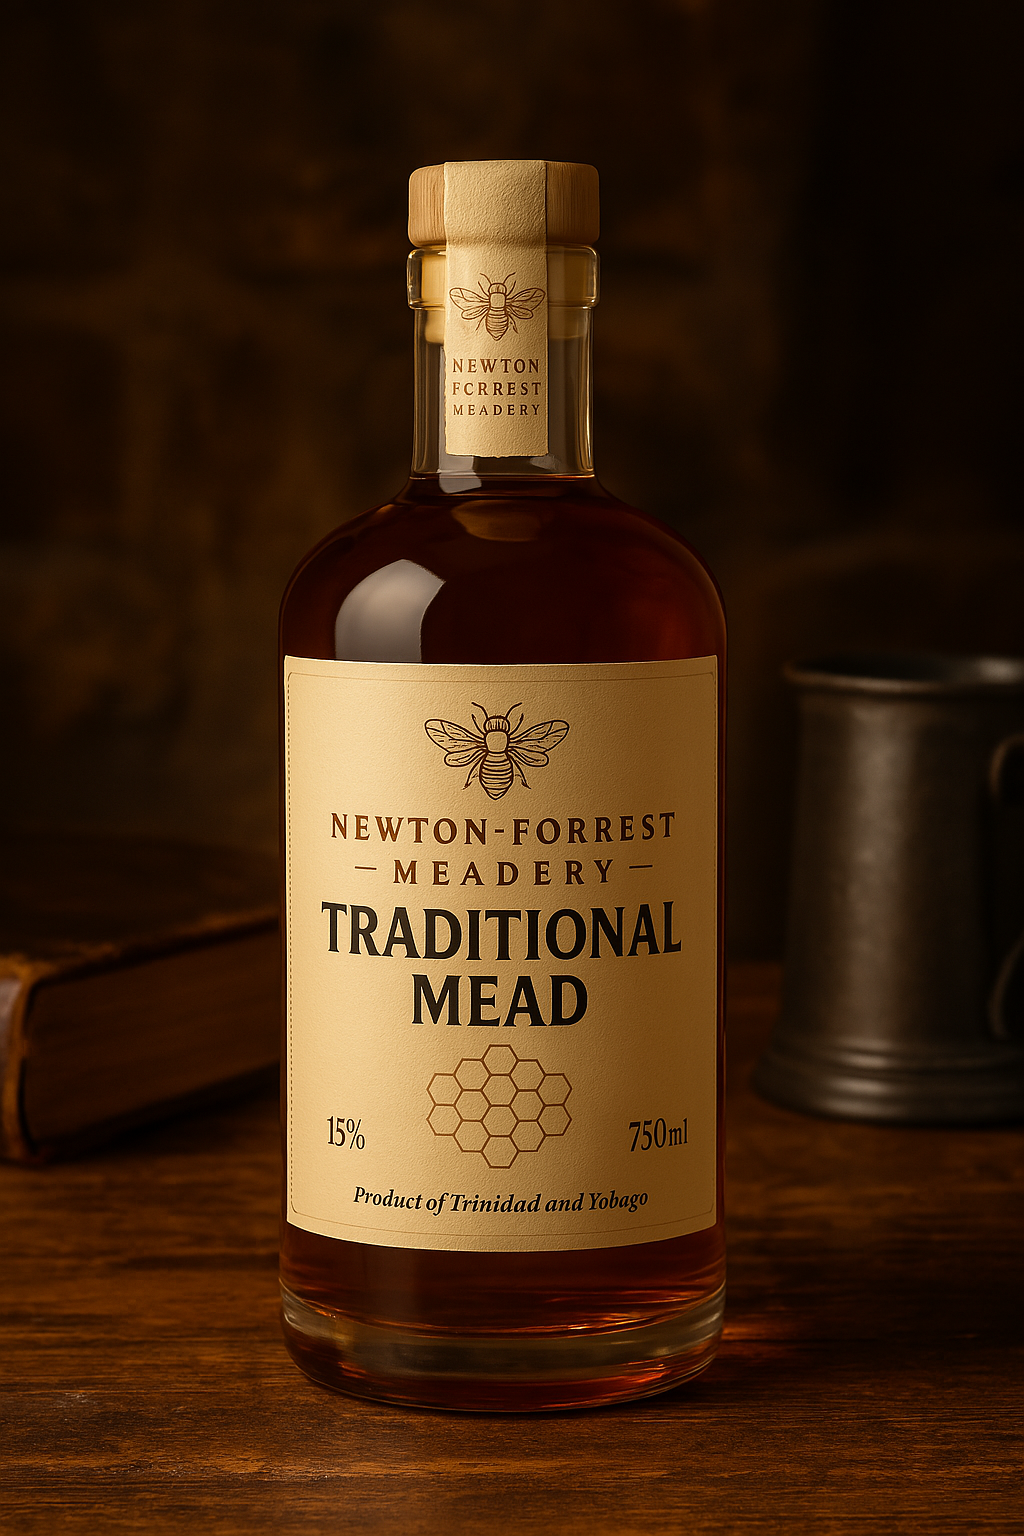 NEWTON
FCRREST
MEADERY
NEWTON-FORREST
– MEADERY –
TRADITIONAL
MEAD
15%
750ml
Product of Trinidad and Yobago